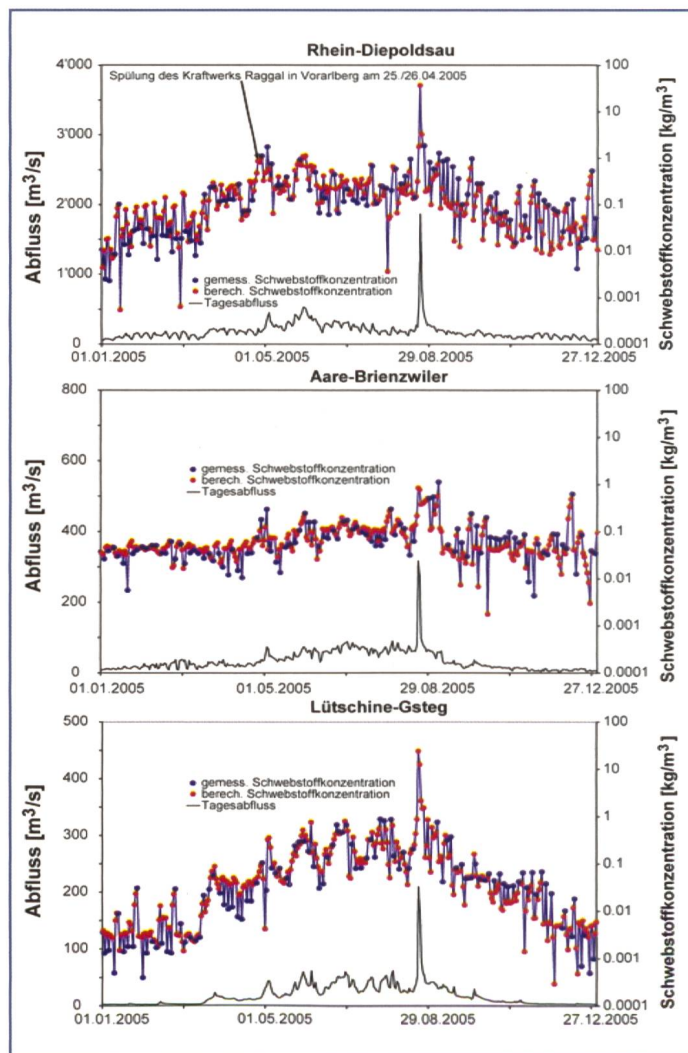 Rhein-Diepoldsau
Abfluss [m³/s]
4'000
3'000
2'000
1'000
0
Spülung des Kraftwerks Raggal in Vorarlberg am 25./26.04.2005
gemess. Schwebstoffkonzentration
berech. Schwebstoffkonzentration
Tagesabfluss
100
10
1
0.1
0.01
0.001
0.0001
Schwebstoffkonzentration [kg/m³]
01.01.2005 01.05.2005 29.08.2005 27.12.2005
Aare-Brienzwiler
Abfluss [m³/s]
800
600
400
200
0
gemess. Schwebstoffkonzentration
berech. Schwebstoffkonzentration
Tagesabfluss
100
10
1
0.1
0.01
0.001
0.0001
Schwebstoffkonzentration [kg/m³]
01.01.2005 01.05.2005 29.08.2005 27.12.2005
Lütschine-Gsteg
Abfluss [m³/s]
500
450
300
200
100
0
gemess. Schwebstoffkonzentration
berech. Schwebstoffkonzentration
Tagesabfluss
100
10
1
0.1
0.01
0.001
0.0001
Schwebstoffkonzentration [kg/m³]
01.01.2005 01.05.2005 29.08.2005 27.12.2005